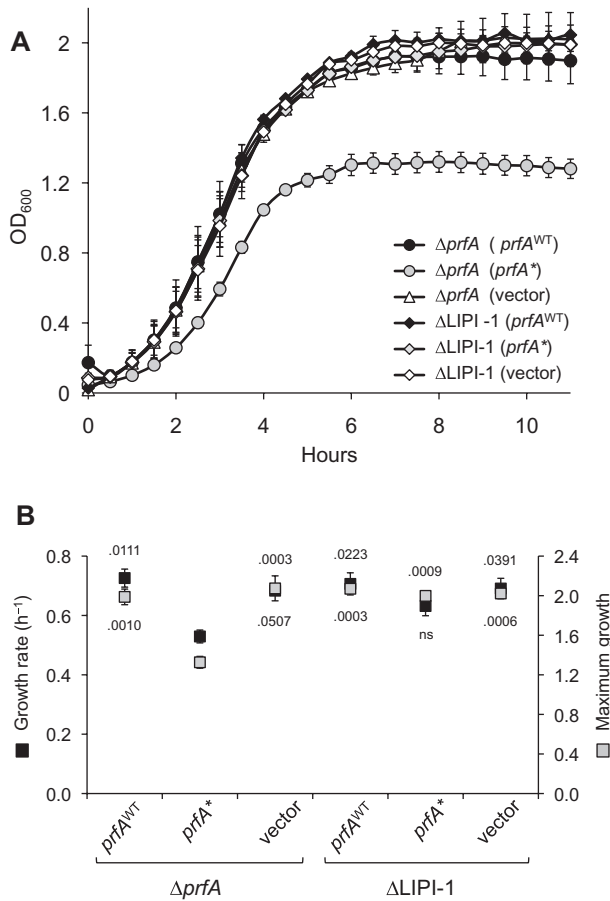 A
2
1.6
1.2
0.8
0.4
0
OD600
0 2 4 6 8 10
Hours
ΔprfA ( prfAWT)
ΔprfA (prfA*)
ΔprfA (vector)
ΔLIPI -1 (prfAWT)
ΔLIPI-1 (prfA*)
ΔLIPI-1 (vector)
B
Growth rate (h–1)
0.8
0.6
0.4
0.2
0.0
.0111 .0003 .0223 .0009 .0391
.0010 .0507 .0003 ns .0006
2.4
2.0
1.6
1.2
0.8
0.4
0.0
Maximum growth
prfAWT prfA* vector prfAWT prfA* vector
ΔprfA ΔLIPI-1